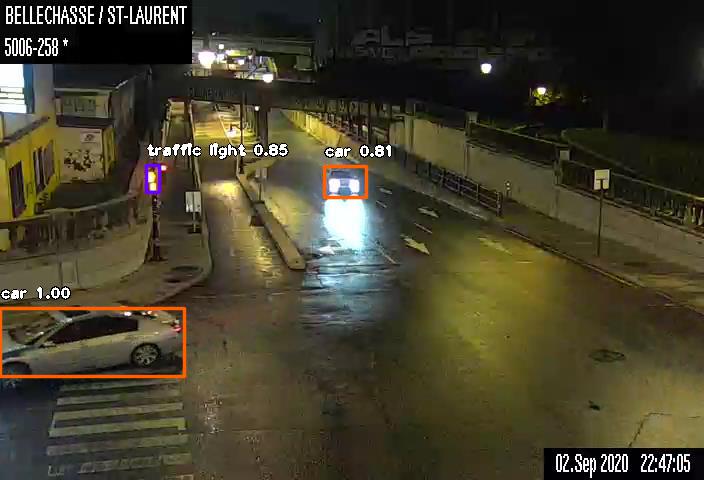 BELLECHASSE / ST-LAURENT
5006-258 *
traffic light 0.85
car 0.81
car 1.00
02.Sep 2020 22:47:05